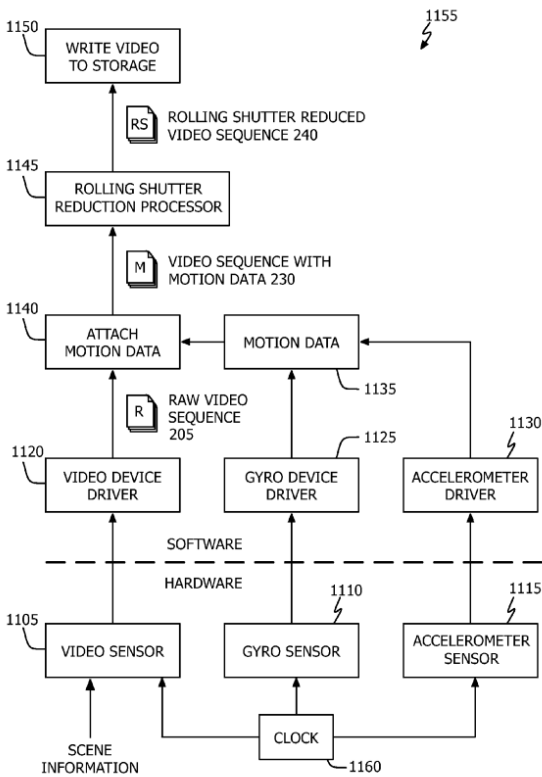 1150
1155
WRITE VIDEO
TO STORAGE
RS
ROLLING SHUTTER REDUCED
VIDEO SEQUENCE 240
1145
ROLLING SHUTTER
REDUCTION PROCESSOR
M
VIDEO SEQUENCE WITH
MOTION DATA 230
1140
ATTACH
MOTION DATA
MOTION DATA
1135
R
RAW VIDEO
SEQUENCE
205
1120
1125
1130
VIDEO DEVICE
DRIVER
GYRO DEVICE
DRIVER
ACCELEROMETER
DRIVER
SOFTWARE
HARDWARE
1105
1110
1115
VIDEO SENSOR
GYRO SENSOR
ACCELEROMETER
SENSOR
CLOCK
1160
SCENE
INFORMATION